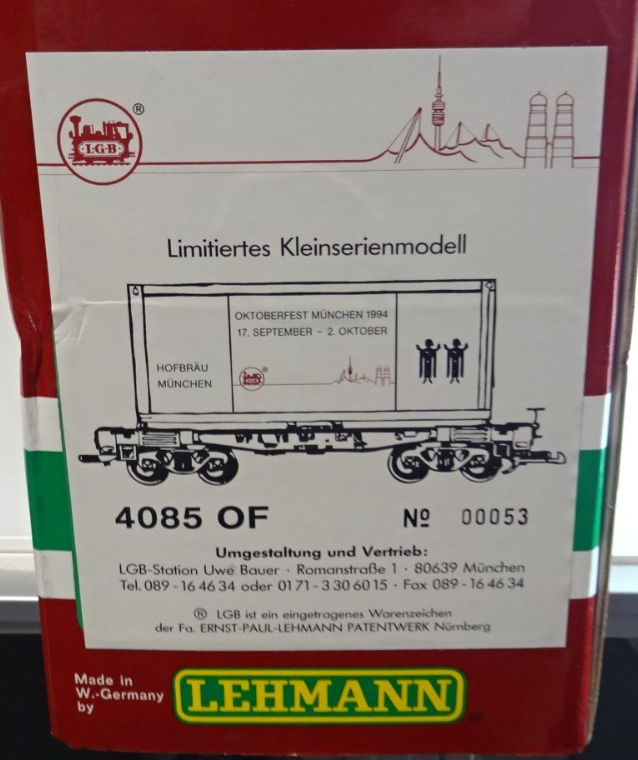 L·G·B ®
Limitiertes Kleinserienmodell
OKTOBERFEST MÜNCHEN 1994
17. SEPTEMBER - 2. OKTOBER
HOFBRÄU
MÜNCHEN
4085 OF Nº 00053
Umgestaltung und Vertrieb:
LGB-Station Uwe Bauer · Romanstraße 1 · 80639 München
Tel. 089 - 16 46 34 oder 01 71 - 3 30 60 15 · Fax 089 - 16 46 34
® LGB ist ein eingetragenes Warenzeichen
der Fa. ERNST-PAUL-LEHMANN PATENTWERK Nürnberg
Made in
W.-Germany
by
LEHMANN